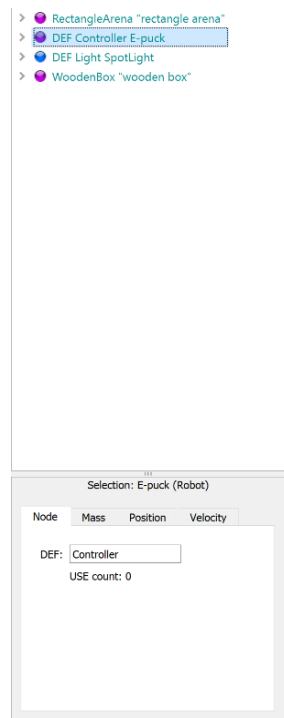 RectangleArena "rectangle arena"
DEF Controller E-puck
DEF Light SpotLight
WoodenBox "wooden box"
Selection: E-puck (Robot)
Node Mass Position Velocity
DEF: Controller
USE count: 0